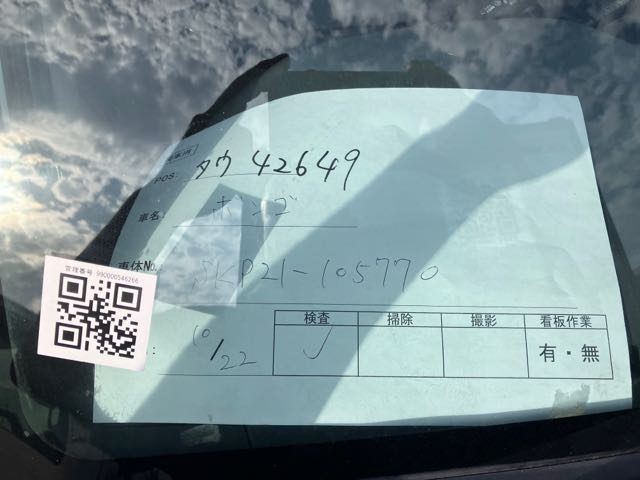 POS: タウ 42649
車名: ボンゴ
車体No. SKP21-105770
管理番号 990000546266
検査 掃除 撮影 看板作業
10/22 ✓ 有・無